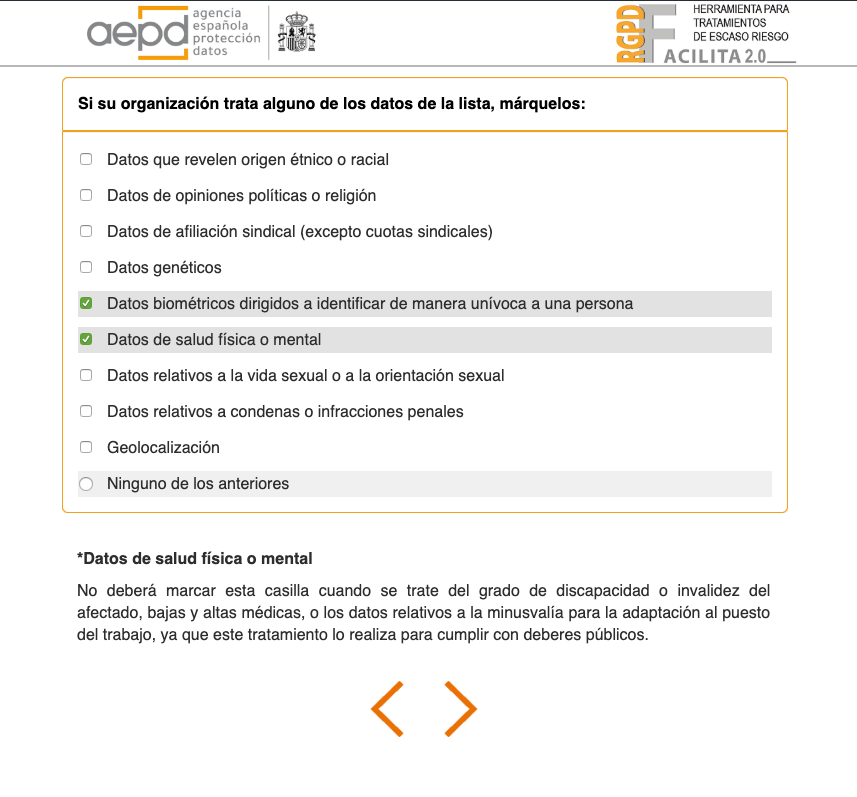 aepd
agencia
española
protección
datos
RGPD
FACILITA 2.0
HERRAMIENTA PARA
TRATAMIENTOS
DE ESCASO RIESGO
Si su organización trata alguno de los datos de la lista, márquelos:
Datos que revelen origen étnico o racial
Datos de opiniones políticas o religión
Datos de afiliación sindical (excepto cuotas sindicales)
Datos genéticos
Datos biométricos dirigidos a identificar de manera unívoca a una persona
Datos de salud física o mental
Datos relativos a la vida sexual o a la orientación sexual
Datos relativos a condenas o infracciones penales
Geolocalización
Ninguno de los anteriores
*Datos de salud física o mental
No deberá marcar esta casilla cuando se trate del grado de discapacidad o invalidez del
afectado, bajas y altas médicas, o los datos relativos a la minusvalía para la adaptación al puesto
del trabajo, ya que este tratamiento lo realiza para cumplir con deberes públicos.